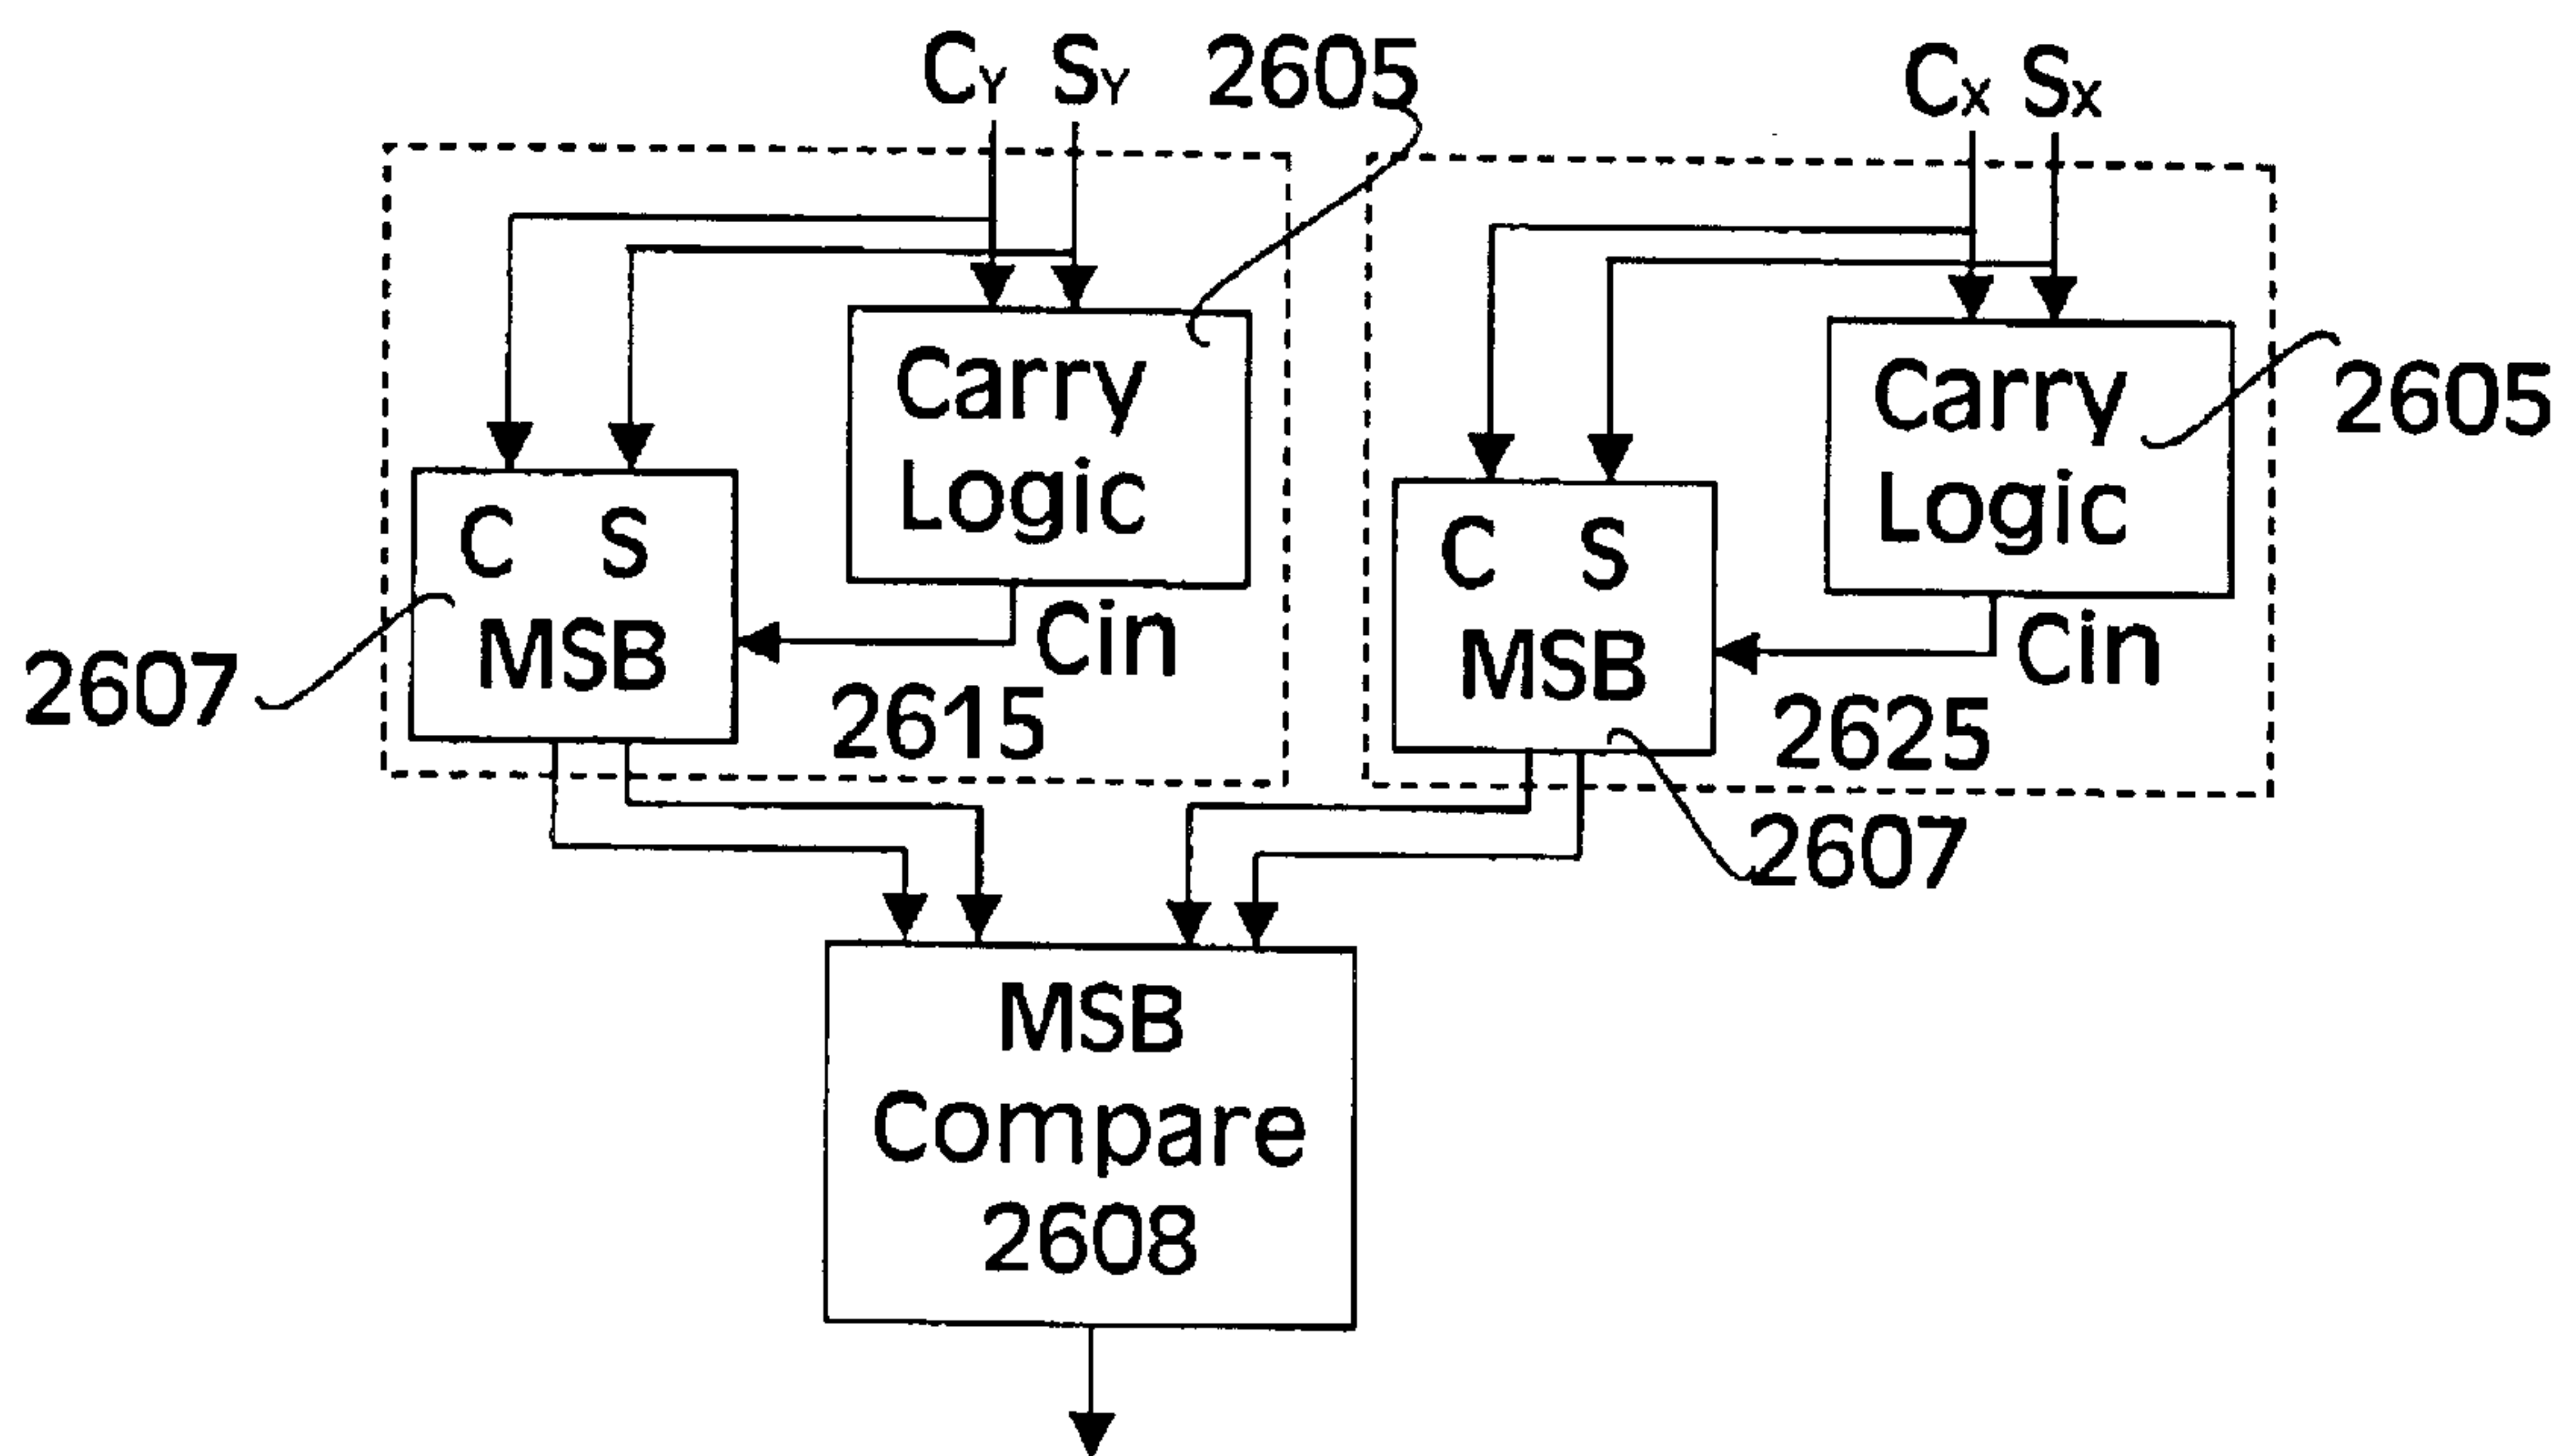 CY SY 2605
CX SX
Carry
Logic
Carry
Logic
2605
C S
MSB
C S
MSB
Cin
Cin
2607
2615
2625
2607
MSB
Compare
2608